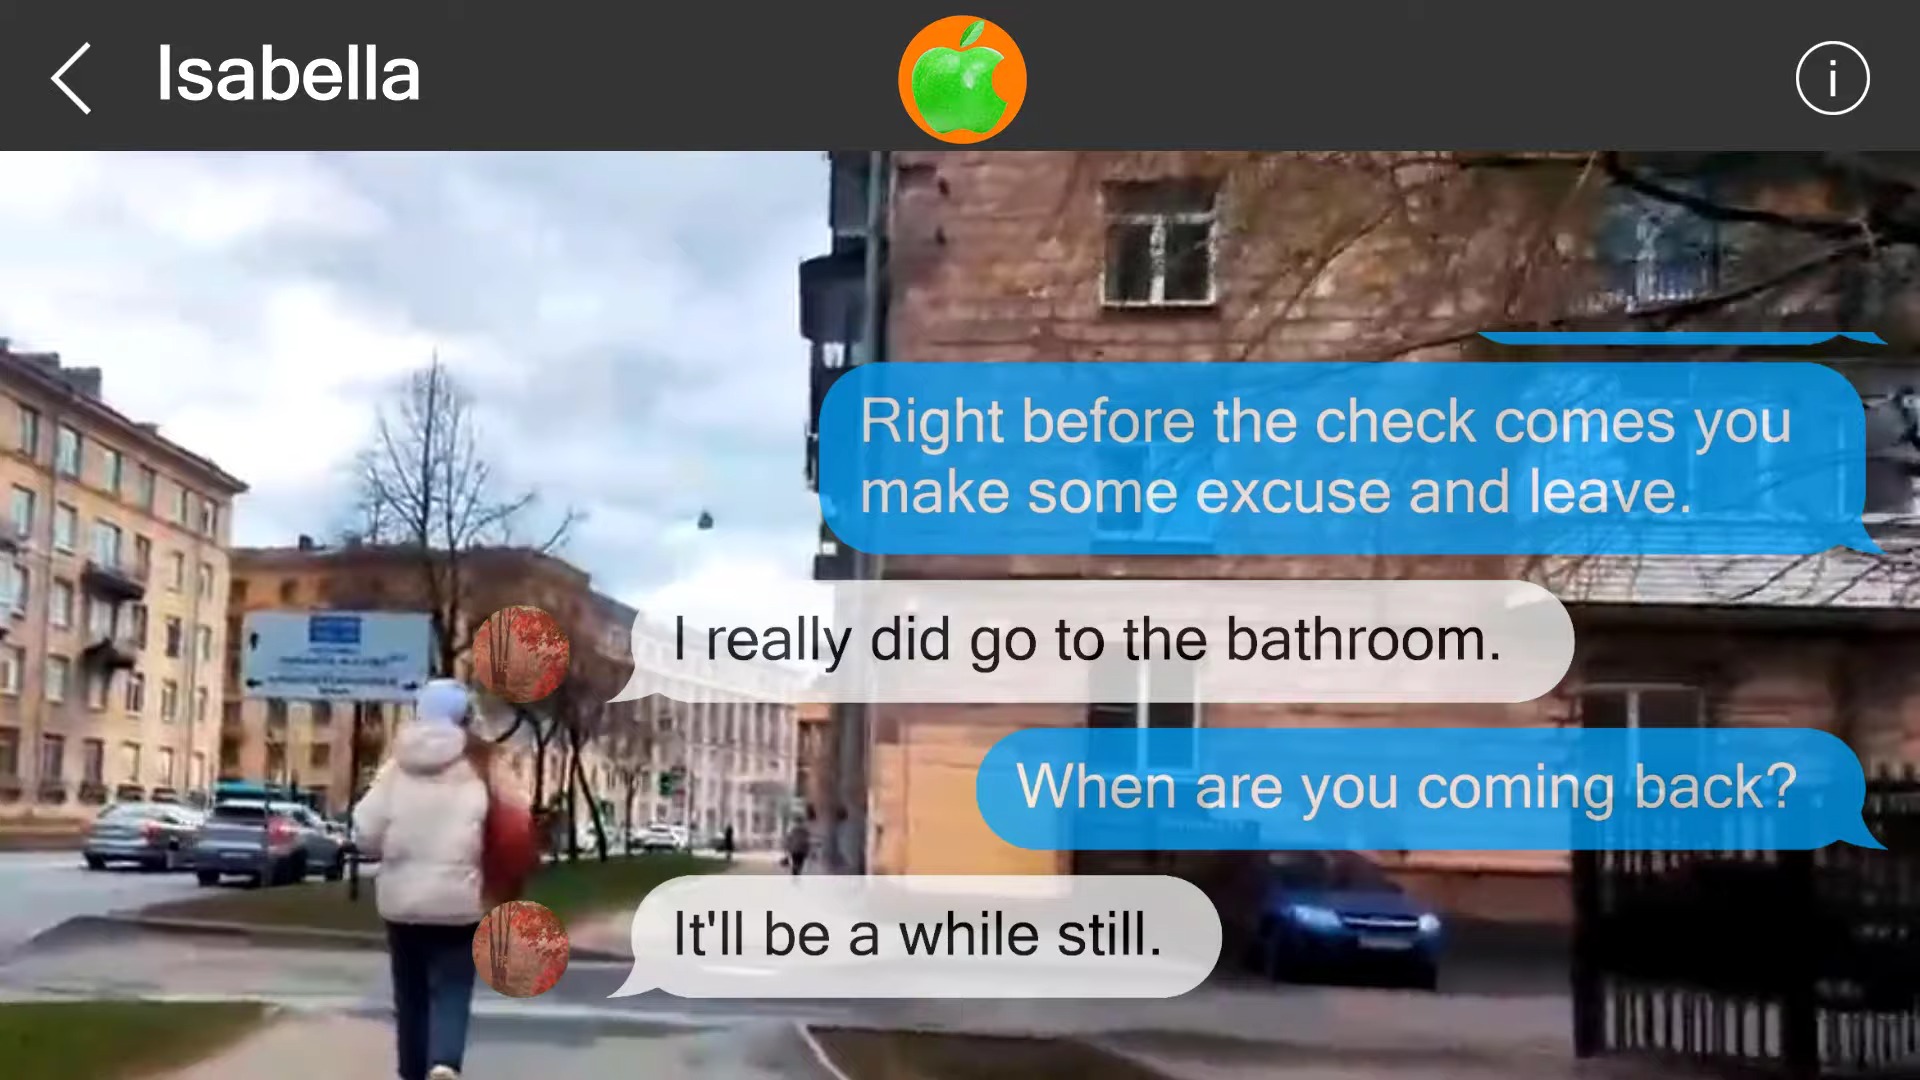 Isabella
i
Right before the check comes you
make some excuse and leave.
I really did go to the bathroom.
When are you coming back?
It'll be a while still.